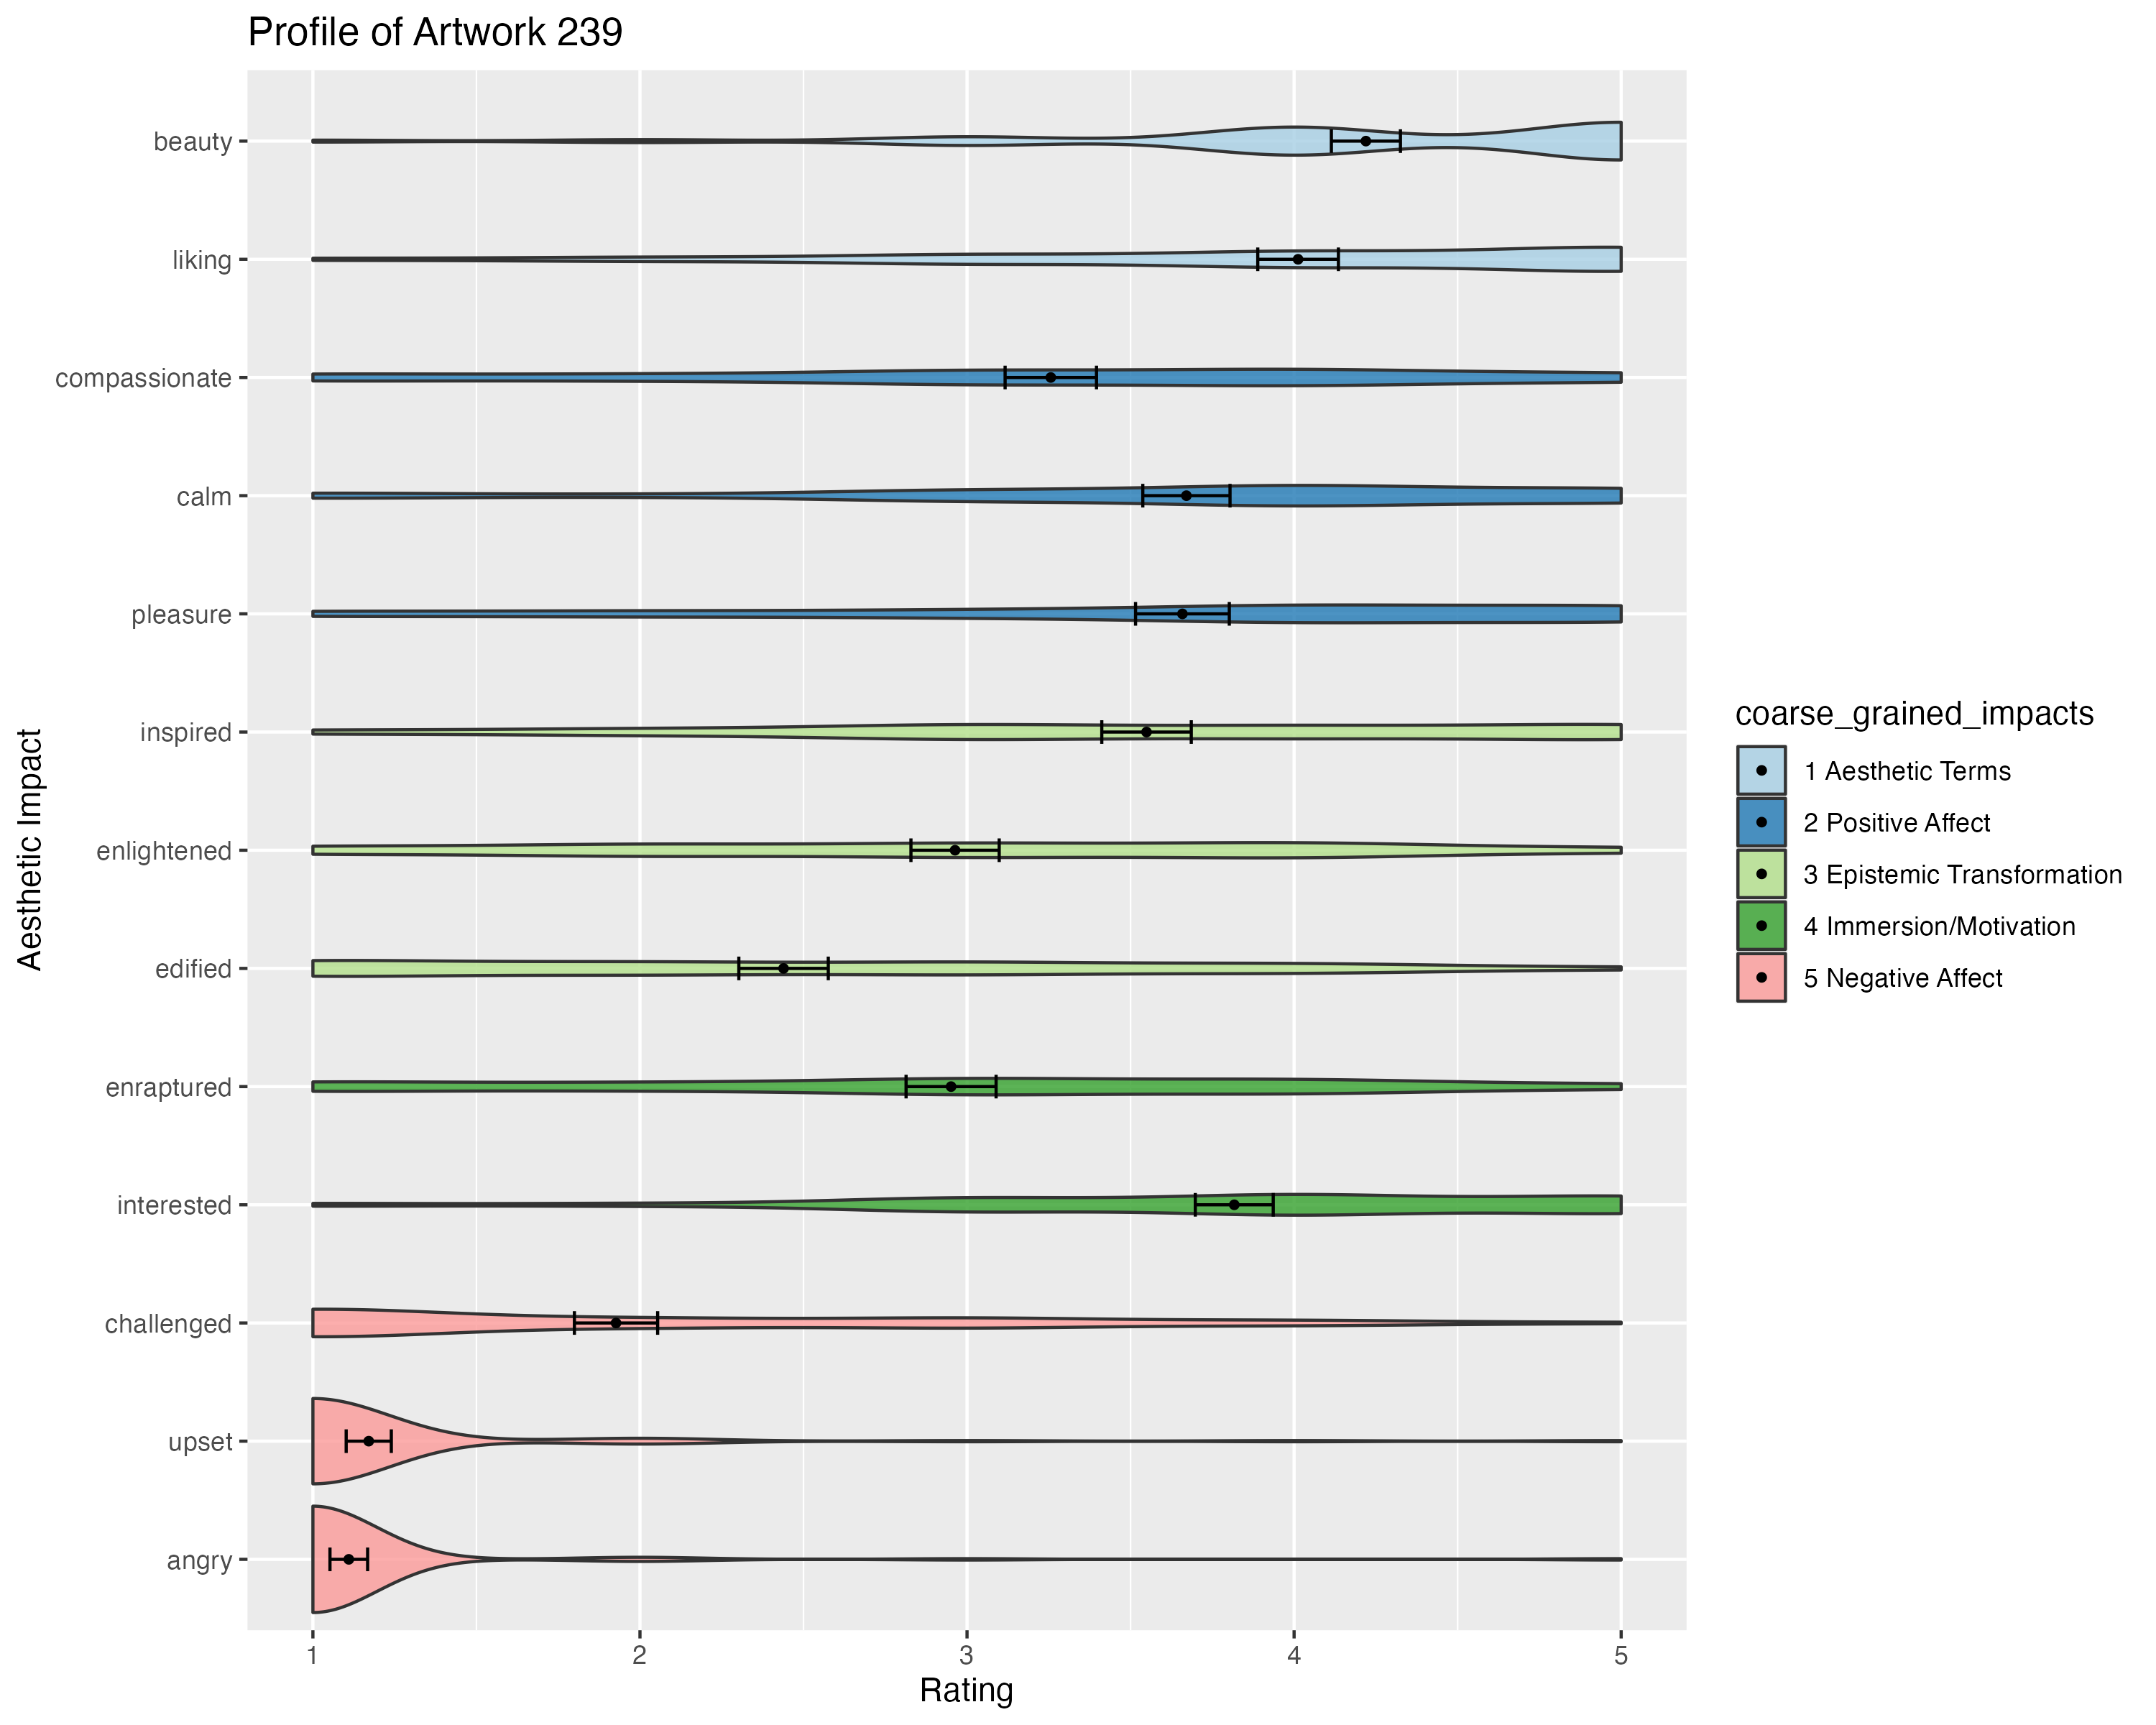 Profile of Artwork 239
beauty
liking
compassionate
calm
pleasure
inspired
enlightened
edified
enraptured
interested
challenged
upset
angry
Aesthetic Impact
1 2 3 4 5
Rating
coarse_grained_impacts
1 Aesthetic Terms
2 Positive Affect
3 Epistemic Transformation
4 Immersion/Motivation
5 Negative Affect